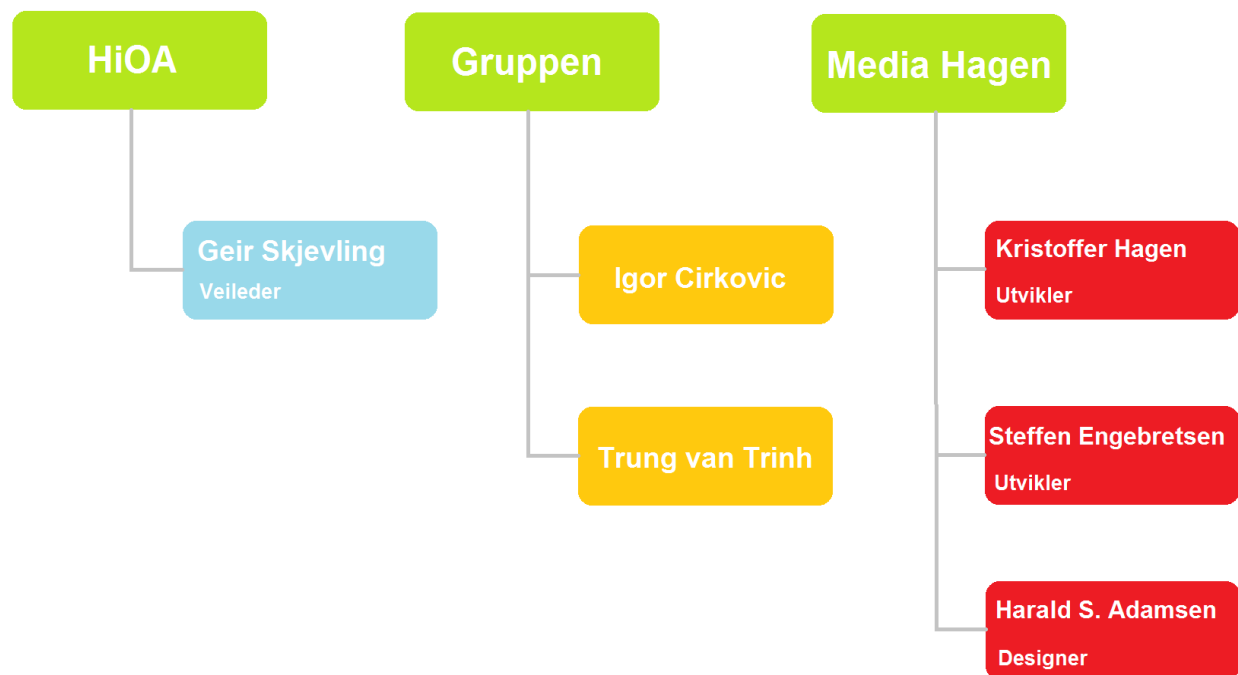 HiOA
Geir Skjevling
Veileder
Gruppen
Igor Cirkovic
Trung van Trinh
Media Hagen
Kristoffer Hagen
Utvikler
Steffen Engebretsen
Utvikler
Harald S. Adamsen
Designer